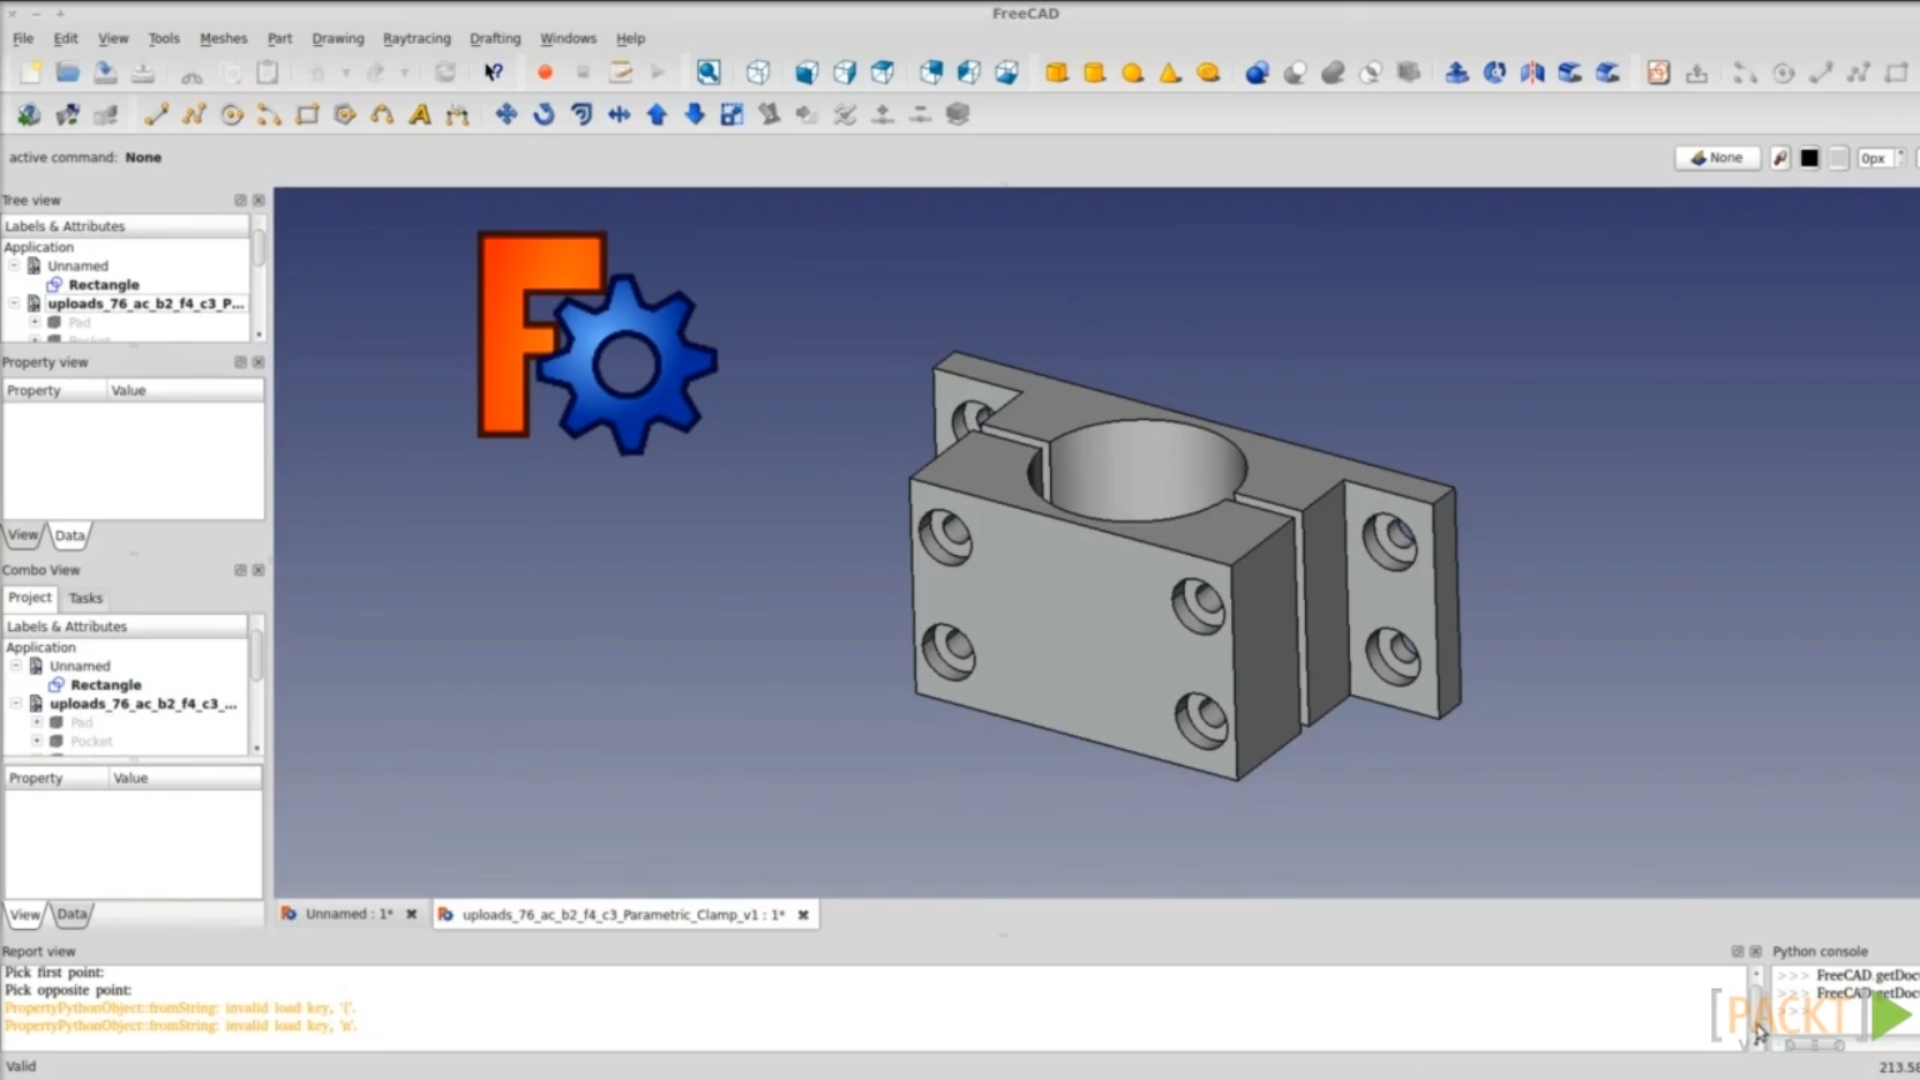 FreeCAD
File Edit View Tools Meshes Part Drawing Raytracing Drafting Windows Help
active command: None
None
0px
Tree view
Labels & Attributes
Application
Unnamed
Rectangle
uploads_76_ac_b2_f4_c3_P...
Pad
Pocket
Property view
Property Value
View Data
Combo View
Project Tasks
Labels & Attributes
Application
Unnamed
Rectangle
uploads_76_ac_b2_f4_c3_...
Pad
Pocket
Property Value
View Data
Unnamed : 1*
uploads_76_ac_b2_f4_c3_Parametric_Clamp_v1 : 1*
Report view
Pick first point:
Pick opposite point:
PropertyPythonObject::fromString: invalid load key, '{'.
PropertyPythonObject::fromString: invalid load key, 'n'.
Python console
>>> FreeCAD.getDoc
>>> FreeCAD.getDoc
>>>
[PACKT]
VIDEO
Valid
213.58